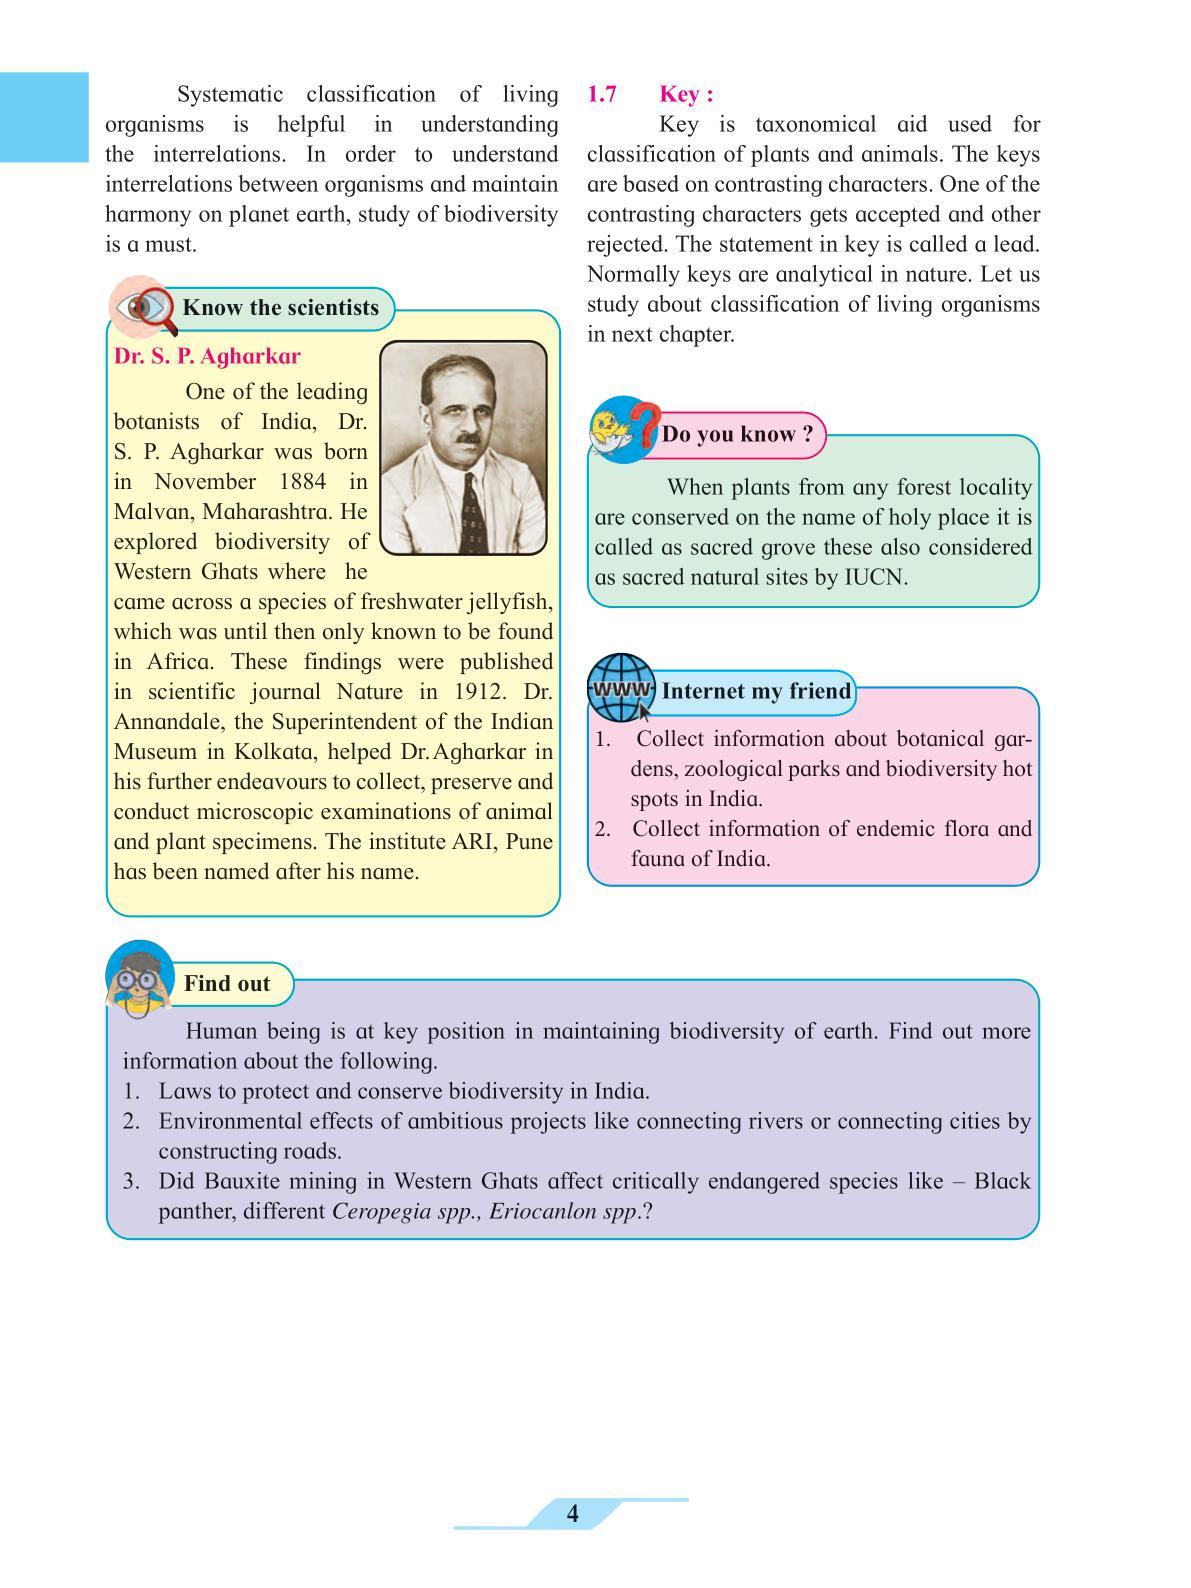 Systematic classification of living
organisms is helpful in understanding
the interrelations. In order to understand
interrelations between organisms and maintain
harmony on planet earth, study of biodiversity
is a must.
Know the scientists
Dr. S. P. Agharkar
One of the leading
botanists of India, Dr.
S. P. Agharkar was born
in November 1884 in
Malvan, Maharashtra. He
explored biodiversity of
Western Ghats where he
came across a species of freshwater jellyfish,
which was until then only known to be found
in Africa. These findings were published
in scientific journal Nature in 1912. Dr.
Annandale, the Superintendent of the Indian
Museum in Kolkata, helped Dr. Agharkar in
his further endeavours to collect, preserve and
conduct microscopic examinations of animal
and plant specimens. The institute ARI, Pune
has been named after his name.
1.7 Key :
Key is taxonomical aid used for
classification of plants and animals. The keys
are based on contrasting characters. One of the
contrasting characters gets accepted and other
rejected. The statement in key is called a lead.
Normally keys are analytical in nature. Let us
study about classification of living organisms
in next chapter.
Do you know ?
When plants from any forest locality
are conserved on the name of holy place it is
called as sacred grove these also considered
as sacred natural sites by IUCN.
WWW Internet my friend
1. Collect information about botanical gar-
dens, zoological parks and biodiversity hot
spots in India.
2. Collect information of endemic flora and
fauna of India.
Find out
Human being is at key position in maintaining biodiversity of earth. Find out more
information about the following.
1. Laws to protect and conserve biodiversity in India.
2. Environmental effects of ambitious projects like connecting rivers or connecting cities by
constructing roads.
3. Did Bauxite mining in Western Ghats affect critically endangered species like – Black
panther, different Ceropegia spp., Eriocanlon spp.?
4